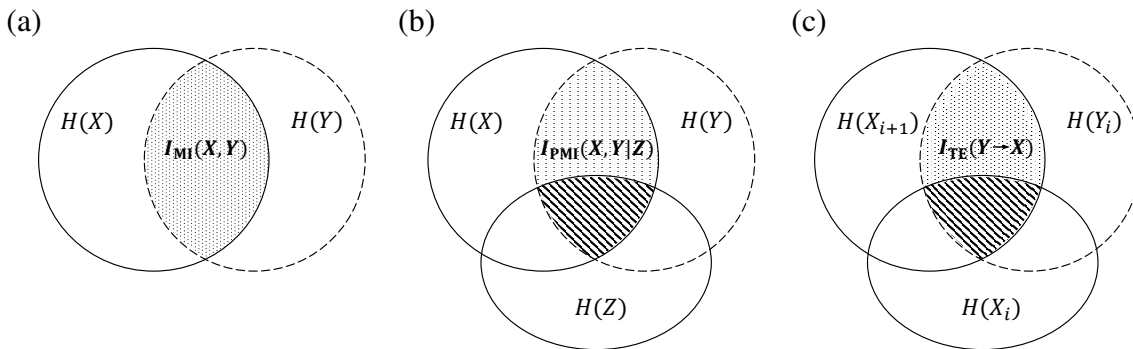 (a)
(b)
(c)
H(X)
H(Y)
I_MI(X, Y)
H(X)
H(Y)
I_PMI(X, Y|Z)
H(Z)
H(X_{i+1})
H(Y_i)
I_TE(Y→X)
H(X_i)